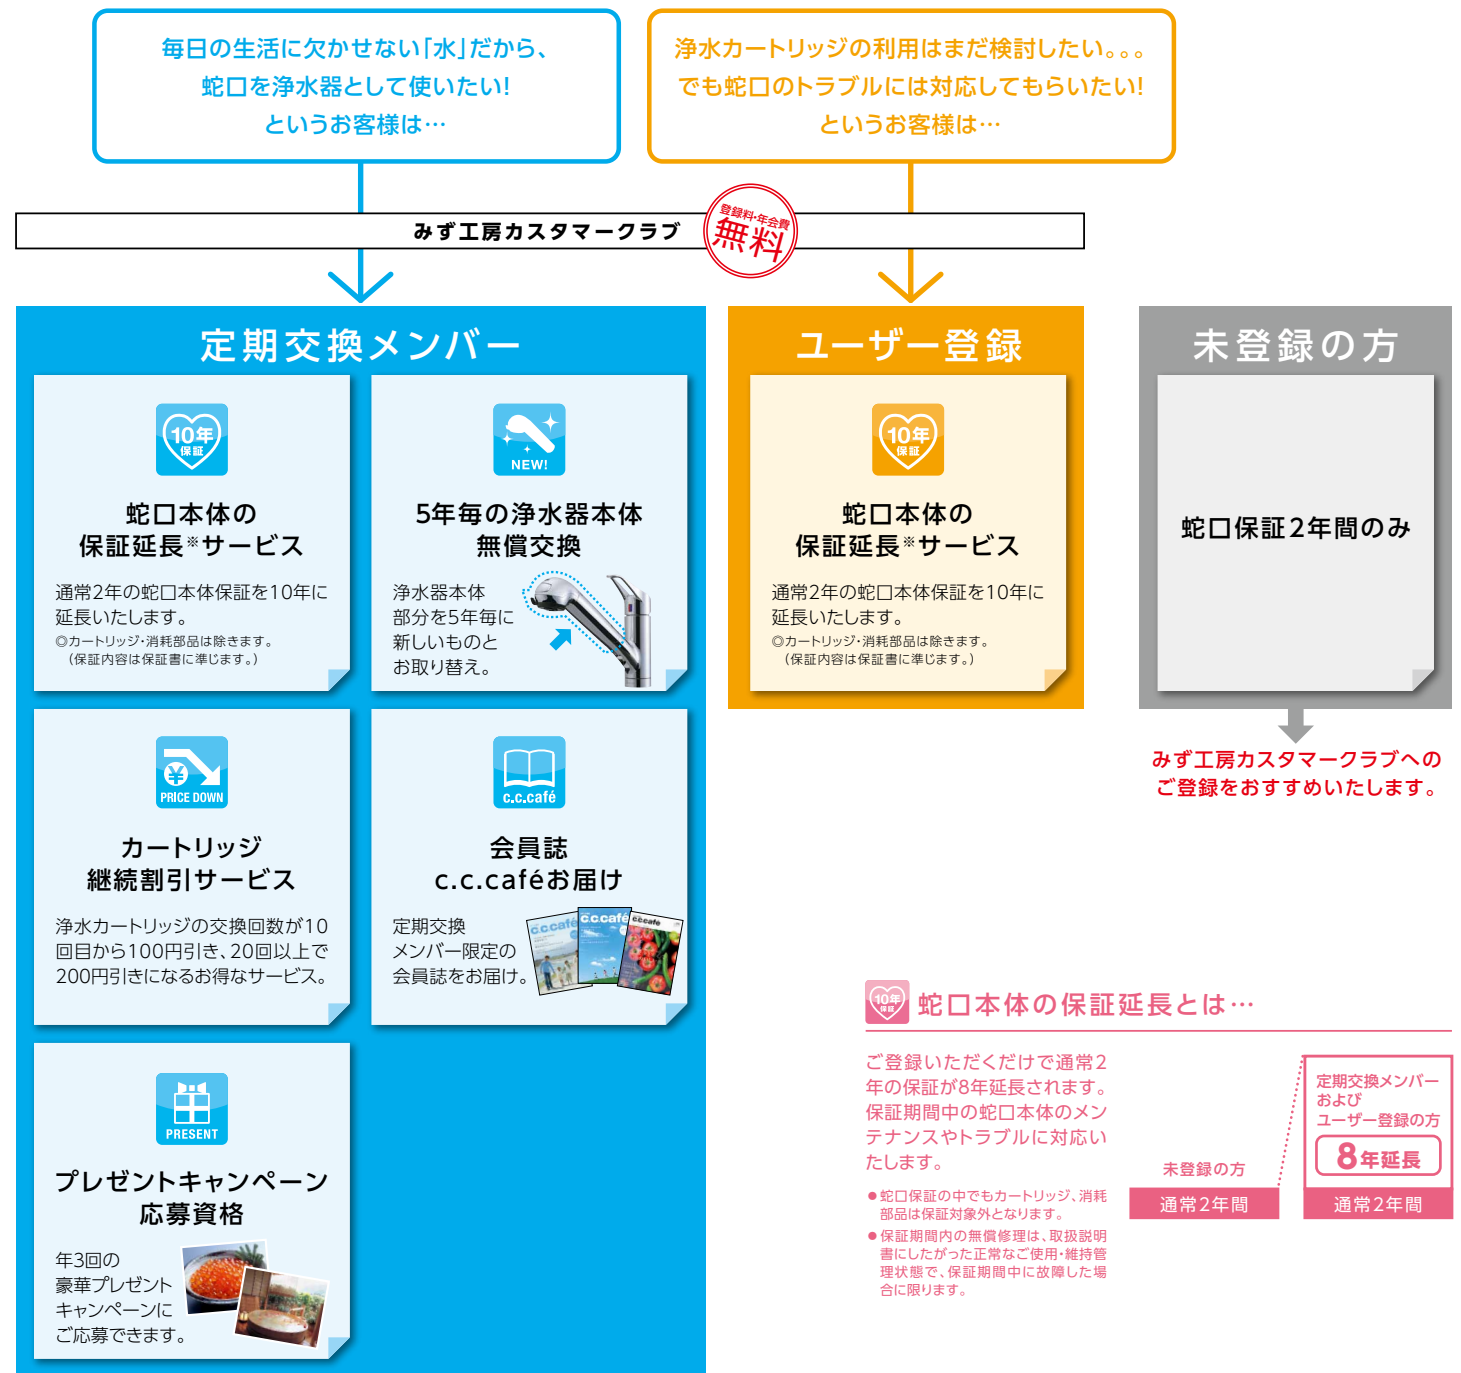 毎日の生活に欠かせない「水」だから、
蛇口を浄水器として使いたい!
というお客様は…
浄水カートリッジの利用はまだ検討したい。。。
でも蛇口のトラブルには対応してもらいたい!
というお客様は…
みず工房カスタマークラブ
登録料・年会費
無料
定期交換メンバー
10年
保証
蛇口本体の
保証延長※サービス
通常2年の蛇口本体保証を10年に
延長いたします。
◎カートリッジ・消耗部品は除きます。
(保証内容は保証書に準じます。)
NEW!
5年毎の浄水器本体
無償交換
浄水器本体
部分を5年毎に
新しいものと
お取り替え。
PRICE DOWN
カートリッジ
継続割引サービス
浄水カートリッジの交換回数が10
回目から100円引き、20回以上で
200円引きになるお得なサービス。
c.c.café
会員誌
c.c.caféお届け
定期交換
メンバー限定の
会員誌をお届け。
c.c.café
c.c.café
c.c.café
PRESENT
プレゼントキャンペーン
応募資格
年3回の
豪華プレゼント
キャンペーンに
ご応募できます。
ユーザー登録
10年
保証
蛇口本体の
保証延長※サービス
通常2年の蛇口本体保証を10年に
延長いたします。
◎カートリッジ・消耗部品は除きます。
(保証内容は保証書に準じます。)
未登録の方
蛇口保証2年間のみ
みず工房カスタマークラブへの
ご登録をおすすめいたします。
10年
保証
蛇口本体の保証延長とは…
ご登録いただくだけで通常2
年の保証が8年延長されます。
保証期間中の蛇口本体のメン
テナンスやトラブルに対応い
たします。
●蛇口保証の中でもカートリッジ、消耗
部品は保証対象外となります。
●保証期間内の無償修理は、取扱説明
書にしたがった正常なご使用・維持管
理状態で、保証期間中に故障した場
合に限ります。
未登録の方
通常2年間
定期交換メンバー
および
ユーザー登録の方
8年延長
通常2年間